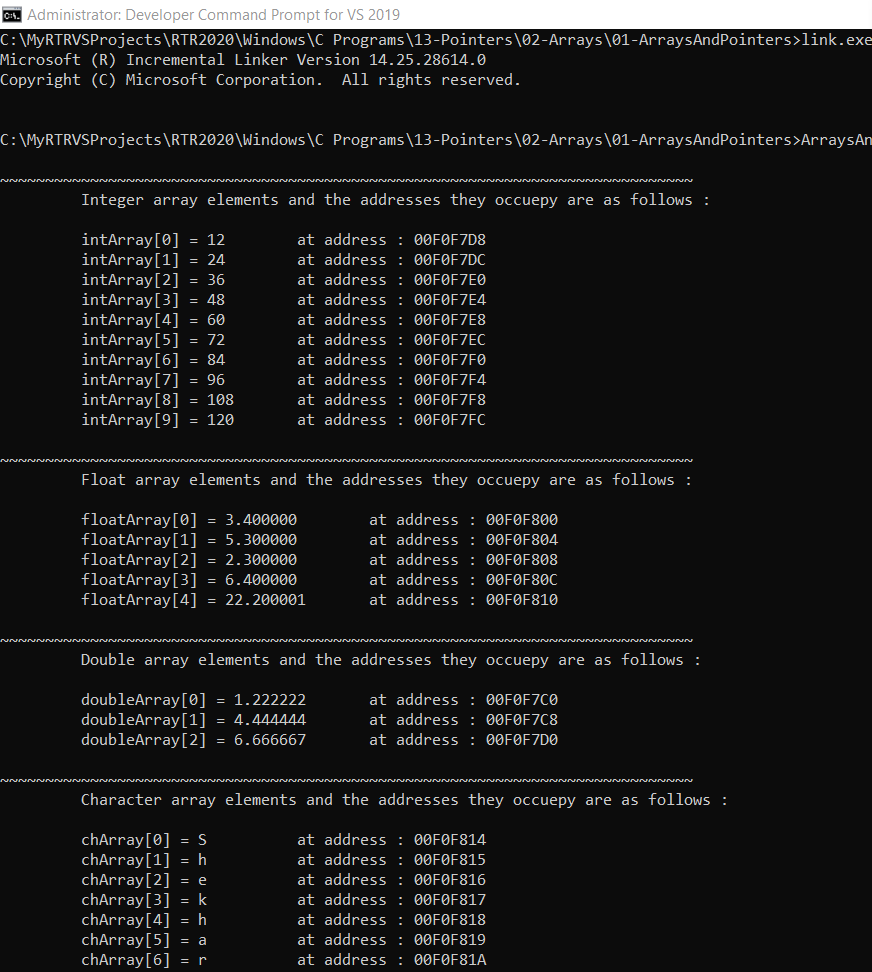 Administrator: Developer Command Prompt for VS 2019
C:\MyRTRVSProjects\RTR2020\Windows\C Programs\13-Pointers\02-Arrays\01-ArraysAndPointers>link.exe
Microsoft (R) Incremental Linker Version 14.25.28614.0
Copyright (C) Microsoft Corporation.  All rights reserved.
C:\MyRTRVSProjects\RTR2020\Windows\C Programs\13-Pointers\02-Arrays\01-ArraysAndPointers>ArraysAn
~~~~~~~~~~~~~~~~~~~~~~~~~~~~~~~~~~~~~~~~~~~~~~~~~~~~~~~~~~~~~~~~~~~~~~~~~~~~~
Integer array elements and the addresses they occuepy are as follows :
intArray[0] = 12        at address : 00F0F7D8
intArray[1] = 24        at address : 00F0F7DC
intArray[2] = 36        at address : 00F0F7E0
intArray[3] = 48        at address : 00F0F7E4
intArray[4] = 60        at address : 00F0F7E8
intArray[5] = 72        at address : 00F0F7EC
intArray[6] = 84        at address : 00F0F7F0
intArray[7] = 96        at address : 00F0F7F4
intArray[8] = 108       at address : 00F0F7F8
intArray[9] = 120       at address : 00F0F7FC
~~~~~~~~~~~~~~~~~~~~~~~~~~~~~~~~~~~~~~~~~~~~~~~~~~~~~~~~~~~~~~~~~~~~~~~~~~~~~
Float array elements and the addresses they occuepy are as follows :
floatArray[0] = 3.400000        at address : 00F0F800
floatArray[1] = 5.300000        at address : 00F0F804
floatArray[2] = 2.300000        at address : 00F0F808
floatArray[3] = 6.400000        at address : 00F0F80C
floatArray[4] = 22.200001       at address : 00F0F810
~~~~~~~~~~~~~~~~~~~~~~~~~~~~~~~~~~~~~~~~~~~~~~~~~~~~~~~~~~~~~~~~~~~~~~~~~~~~~
Double array elements and the addresses they occuepy are as follows :
doubleArray[0] = 1.222222       at address : 00F0F7C0
doubleArray[1] = 4.444444       at address : 00F0F7C8
doubleArray[2] = 6.666667       at address : 00F0F7D0
~~~~~~~~~~~~~~~~~~~~~~~~~~~~~~~~~~~~~~~~~~~~~~~~~~~~~~~~~~~~~~~~~~~~~~~~~~~~~
Character array elements and the addresses they occuepy are as follows :
chArray[0] = S          at address : 00F0F814
chArray[1] = h          at address : 00F0F815
chArray[2] = e          at address : 00F0F816
chArray[3] = k          at address : 00F0F817
chArray[4] = h          at address : 00F0F818
chArray[5] = a          at address : 00F0F819
chArray[6] = r          at address : 00F0F81A